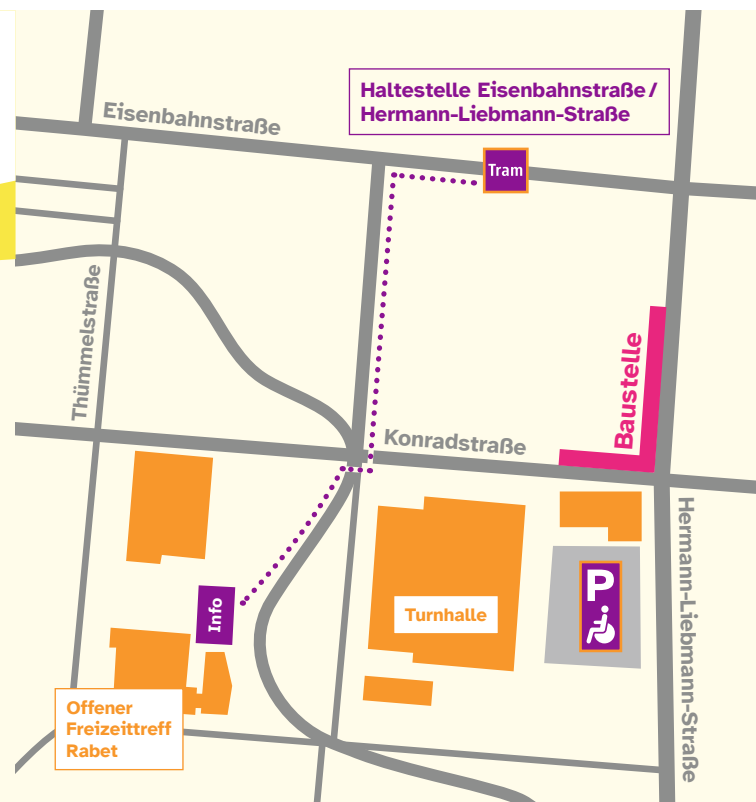 Haltestelle Eisenbahnstraße/
Hermann-Liebmann-Straße
Eisenbahnstraße
Tram
Thümmelstraße
Baustelle
Konradstraße
Hermann-Liebmann-Straße
P
Info
Turnhalle
Offener
Freizeittreff
Rabet